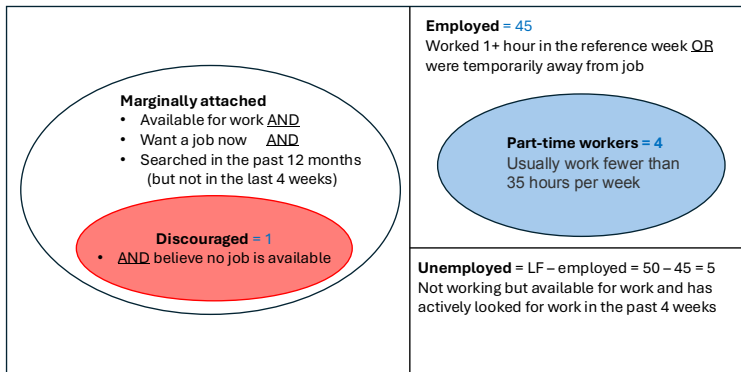 Marginally attached
• Available for work AND
• Want a job now AND
• Searched in the past 12 months
(but not in the last 4 weeks)
Discouraged = 1
• AND believe no job is available
Employed = 45
Worked 1+ hour in the reference week OR
were temporarily away from job
Part-time workers = 4
Usually work fewer than
35 hours per week
Unemployed = LF – employed = 50 – 45 = 5
Not working but available for work and has
actively looked for work in the past 4 weeks